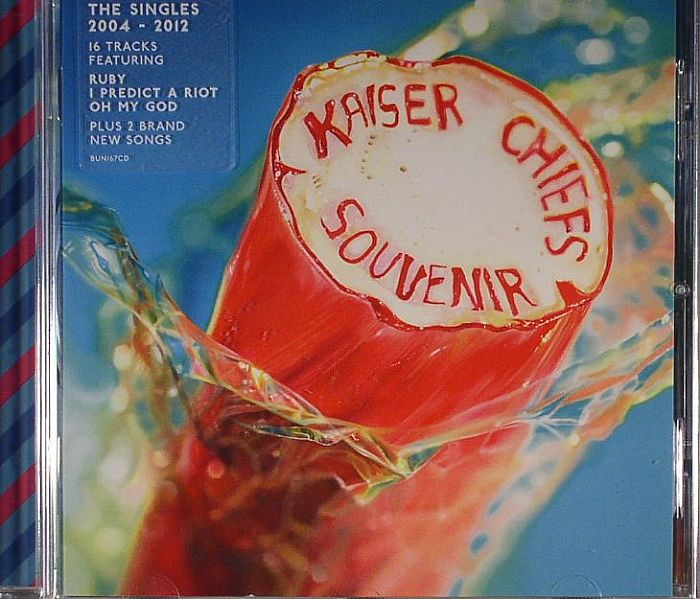 THE SINGLES
2004 - 2012
16 TRACKS
FEATURING
RUBY
I PREDICT A RIOT
OH MY GOD
PLUS 2 BRAND
NEW SONGS
BUN167CD
KAISER
CHIEFS
SOUVENIR